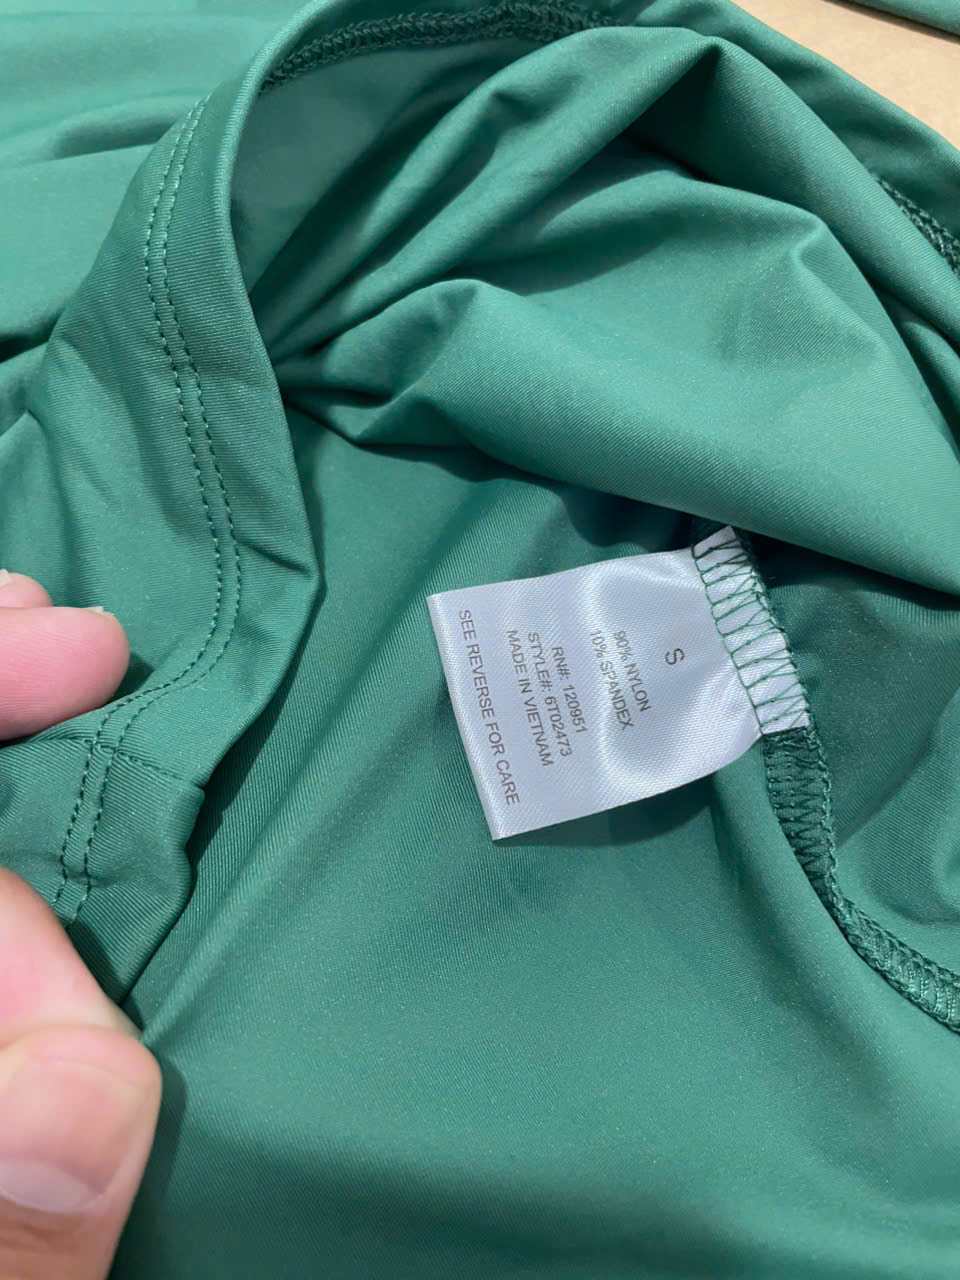 S
90% NYLON
10% SPANDEX
RN#: 120951
STYLE#: 6T02473
MADE IN VIETNAM
SEE REVERSE FOR CARE